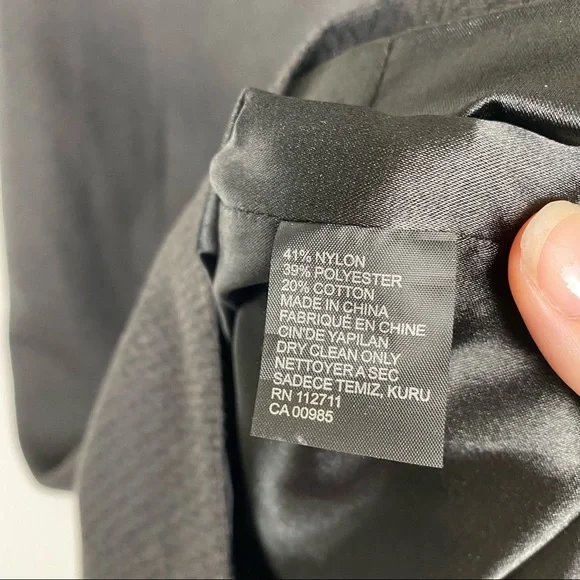 41% NYLON
39% POLYESTER
20% COTTON
MADE IN CHINA
FABRIQUÉ EN CHINE
CIN'DE YAPILAN
DRY CLEAN ONLY
NETTOYER A SEC
SADECE TEMIZ, KURU
RN 112711
CA 00985